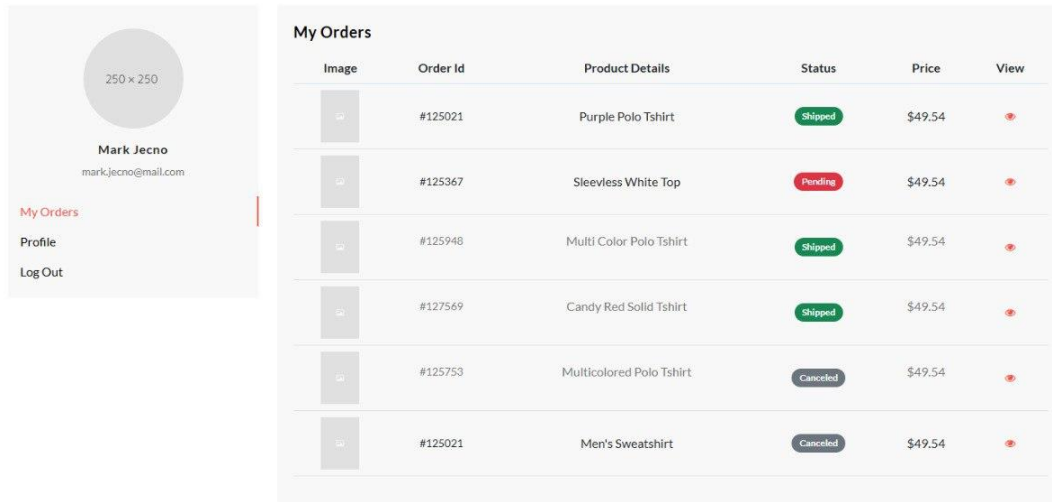 250 × 250
Mark Jecno
mark.jecno@mail.com
My Orders
Profile
Log Out
My Orders
Image Order Id Product Details Status Price View
#125021 Purple Polo Tshirt Shipped $49.54
#125367 Sleevless White Top Pending $49.54
#125948 Multi Color Polo Tshirt Shipped $49.54
#127569 Candy Red Solid Tshirt Shipped $49.54
#125753 Multicolored Polo Tshirt Canceled $49.54
#125021 Men's Sweatshirt Canceled $49.54